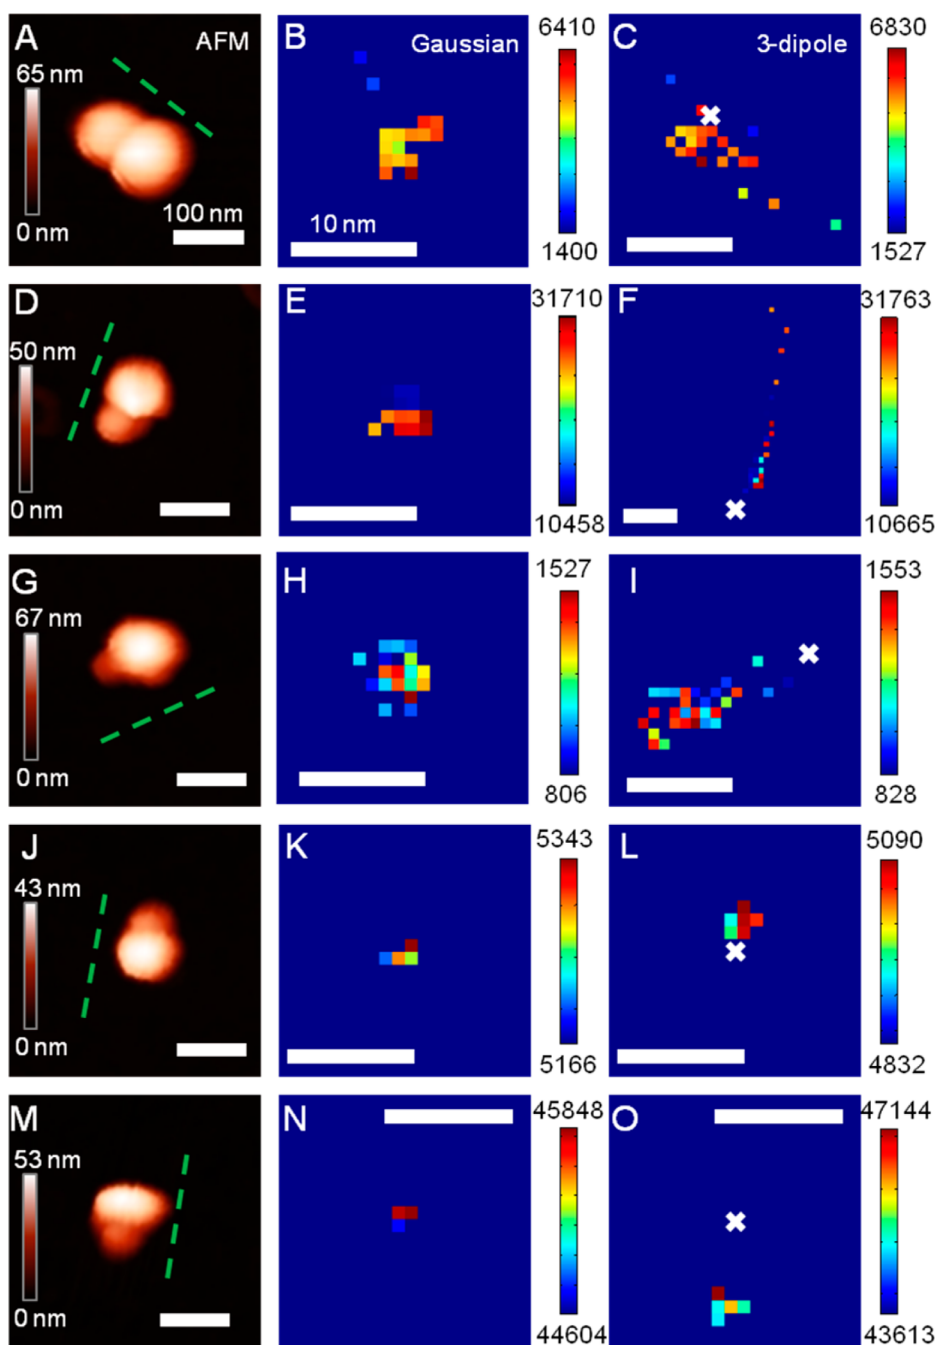 A AFM
65 nm
0 nm
100 nm
B Gaussian
10 nm
6410
1400
C 3-dipole
6830
1527
D
50 nm
0 nm
E
31710
10458
F
31763
10665
G
67 nm
0 nm
H
1527
806
I
1553
828
J
43 nm
0 nm
K
5343
5166
L
5090
4832
M
53 nm
0 nm
N
45848
44604
O
47144
43613